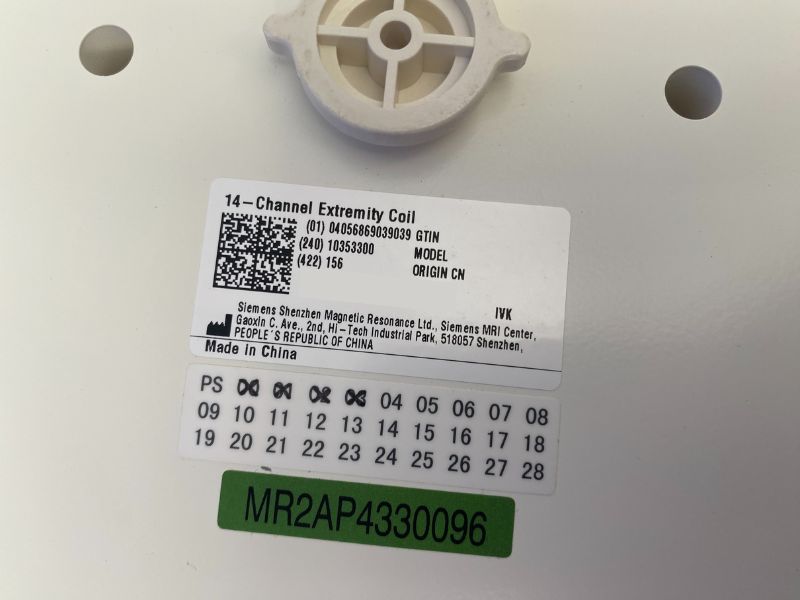 14-Channel Extremity Coil
(01) 04056869039039 GTIN
(240) 10353300 MODEL
(422) 156 ORIGIN CN
IVK
Siemens Shenzhen Magnetic Resonance Ltd., Siemens MRI Center,
Gaoxin C. Ave., 2nd, Hi-Tech Industrial Park, 518057 Shenzhen,
PEOPLE'S REPUBLIC OF CHINA
Made in China
PS 04 05 06 07 08
09 10 11 12 13 14 15 16 17 18
19 20 21 22 23 24 25 26 27 28
MR2AP4330096